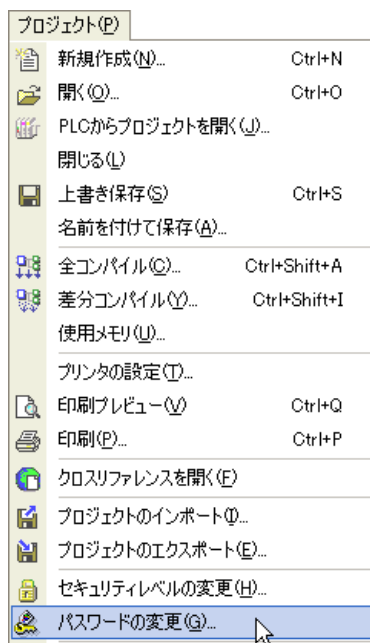 プロジェクト(P)
新規作成(N)... Ctrl+N
開く(O)... Ctrl+O
PLCからプロジェクトを開く(J)...
閉じる(L)
上書き保存(S) Ctrl+S
名前を付けて保存(A)...
全コンパイル(C)... Ctrl+Shift+A
差分コンパイル(Y)... Ctrl+Shift+I
使用メモリ(U)...
プリンタの設定(T)...
印刷プレビュー(V) Ctrl+Q
印刷(P)... Ctrl+P
クロスリファレンスを開く(F)
プロジェクトのインポート(I)...
プロジェクトのエクスポート(E)...
セキュリティレベルの変更(H)...
パスワードの変更(G)...